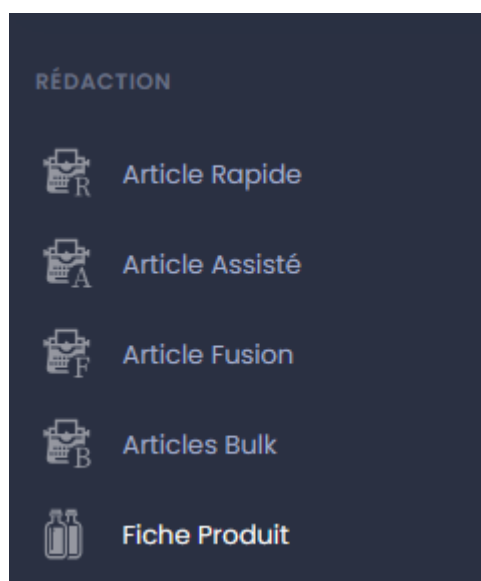 RÉDACTION
R Article Rapide
A Article Assisté
F Article Fusion
B Articles Bulk
Fiche Produit